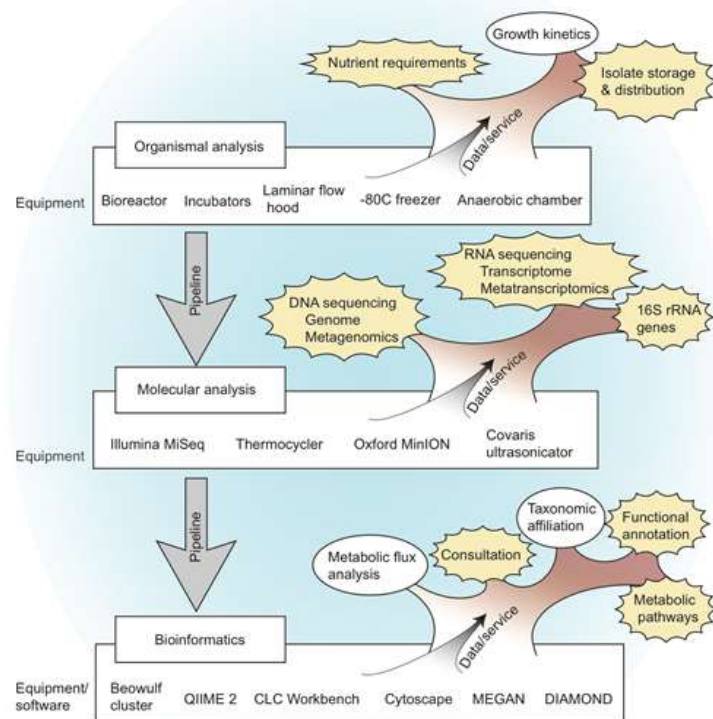 Growth kinetics
Nutrient requirements
Isolate storage
& distribution
Data/service
Organismal analysis
Equipment
Bioreactor
Incubators
Laminar flow
hood
-80C freezer
Anaerobic chamber
Pipeline
RNA sequencing
Transcriptome
Metatranscriptomics
DNA sequencing
Genome
Metagenomics
16S rRNA
genes
Data/service
Molecular analysis
Equipment
Illumina MiSeq
Thermocycler
Oxford MinION
Covaris
ultrasonicator
Pipeline
Taxonomic
affiliation
Functional
annotation
Metabolic flux
analysis
Consultation
Metabolic
pathways
Data/service
Bioinformatics
Equipment/
software
Beowulf
cluster
QIIME 2
CLC Workbench
Cytoscape
MEGAN
DIAMOND